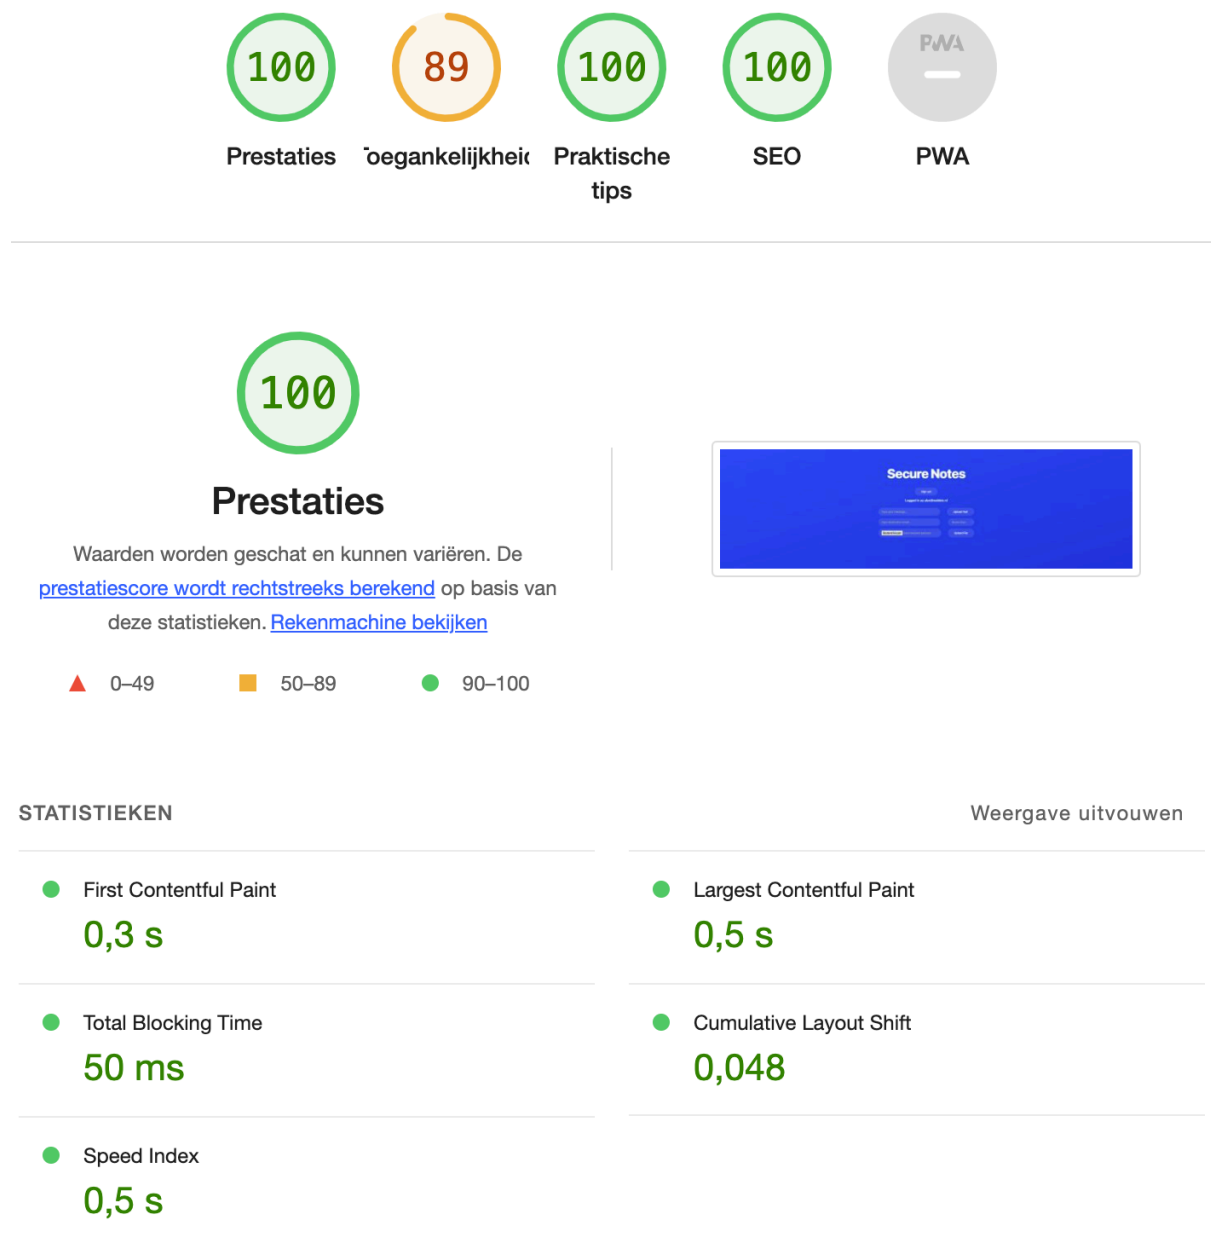 100
89
100
100
PWA
Prestaties
oegankelijkheid
Praktische
tips
SEO
PWA
100
Prestaties
Waarden worden geschat en kunnen variëren. De
prestatiescore wordt rechtstreeks berekend op basis van
deze statistieken. Rekenmachine bekijken
0–49
50–89
90–100
Secure Notes
STATISTIEKEN
Weergave uitvouwen
First Contentful Paint
0,3 s
Largest Contentful Paint
0,5 s
Total Blocking Time
50 ms
Cumulative Layout Shift
0,048
Speed Index
0,5 s